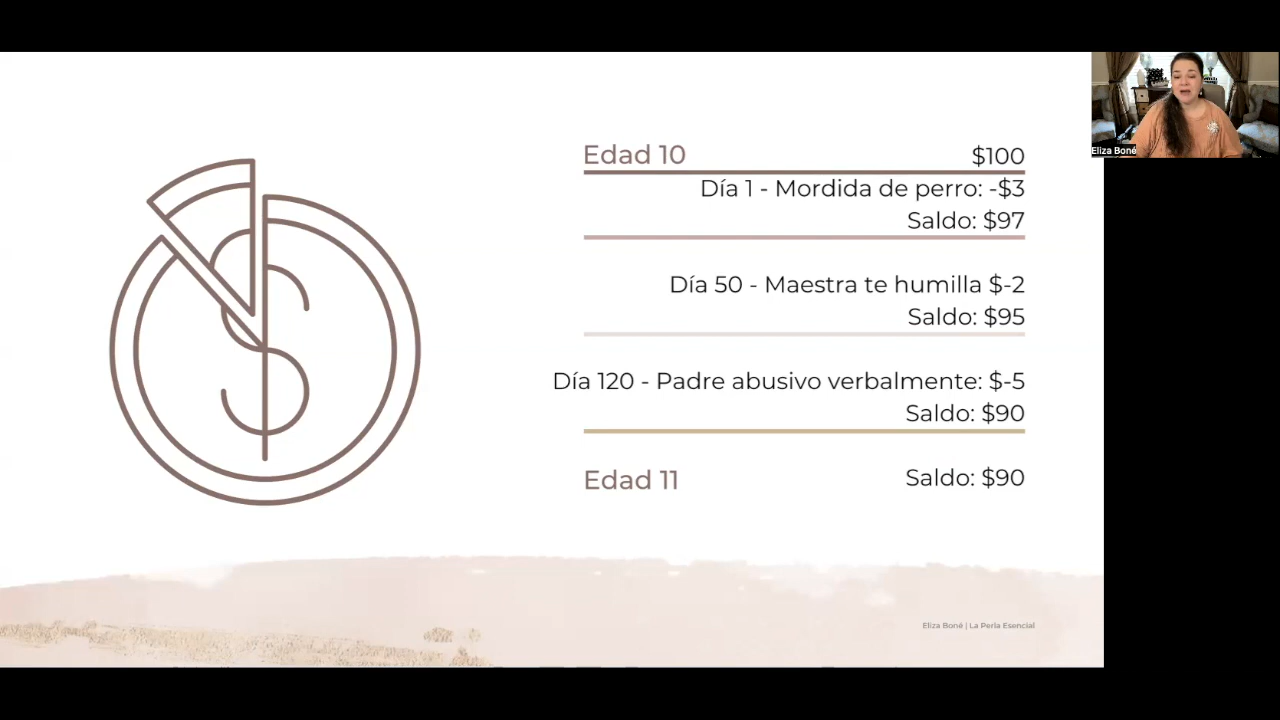 Edad 10 $100
Día 1 - Mordida de perro: -$3
Saldo: $97
Día 50 - Maestra te humilla $-2
Saldo: $95
Día 120 - Padre abusivo verbalmente: $-5
Saldo: $90
Edad 11 Saldo: $90
Eliza Boné | La Perla Esencial
Eliza Boné